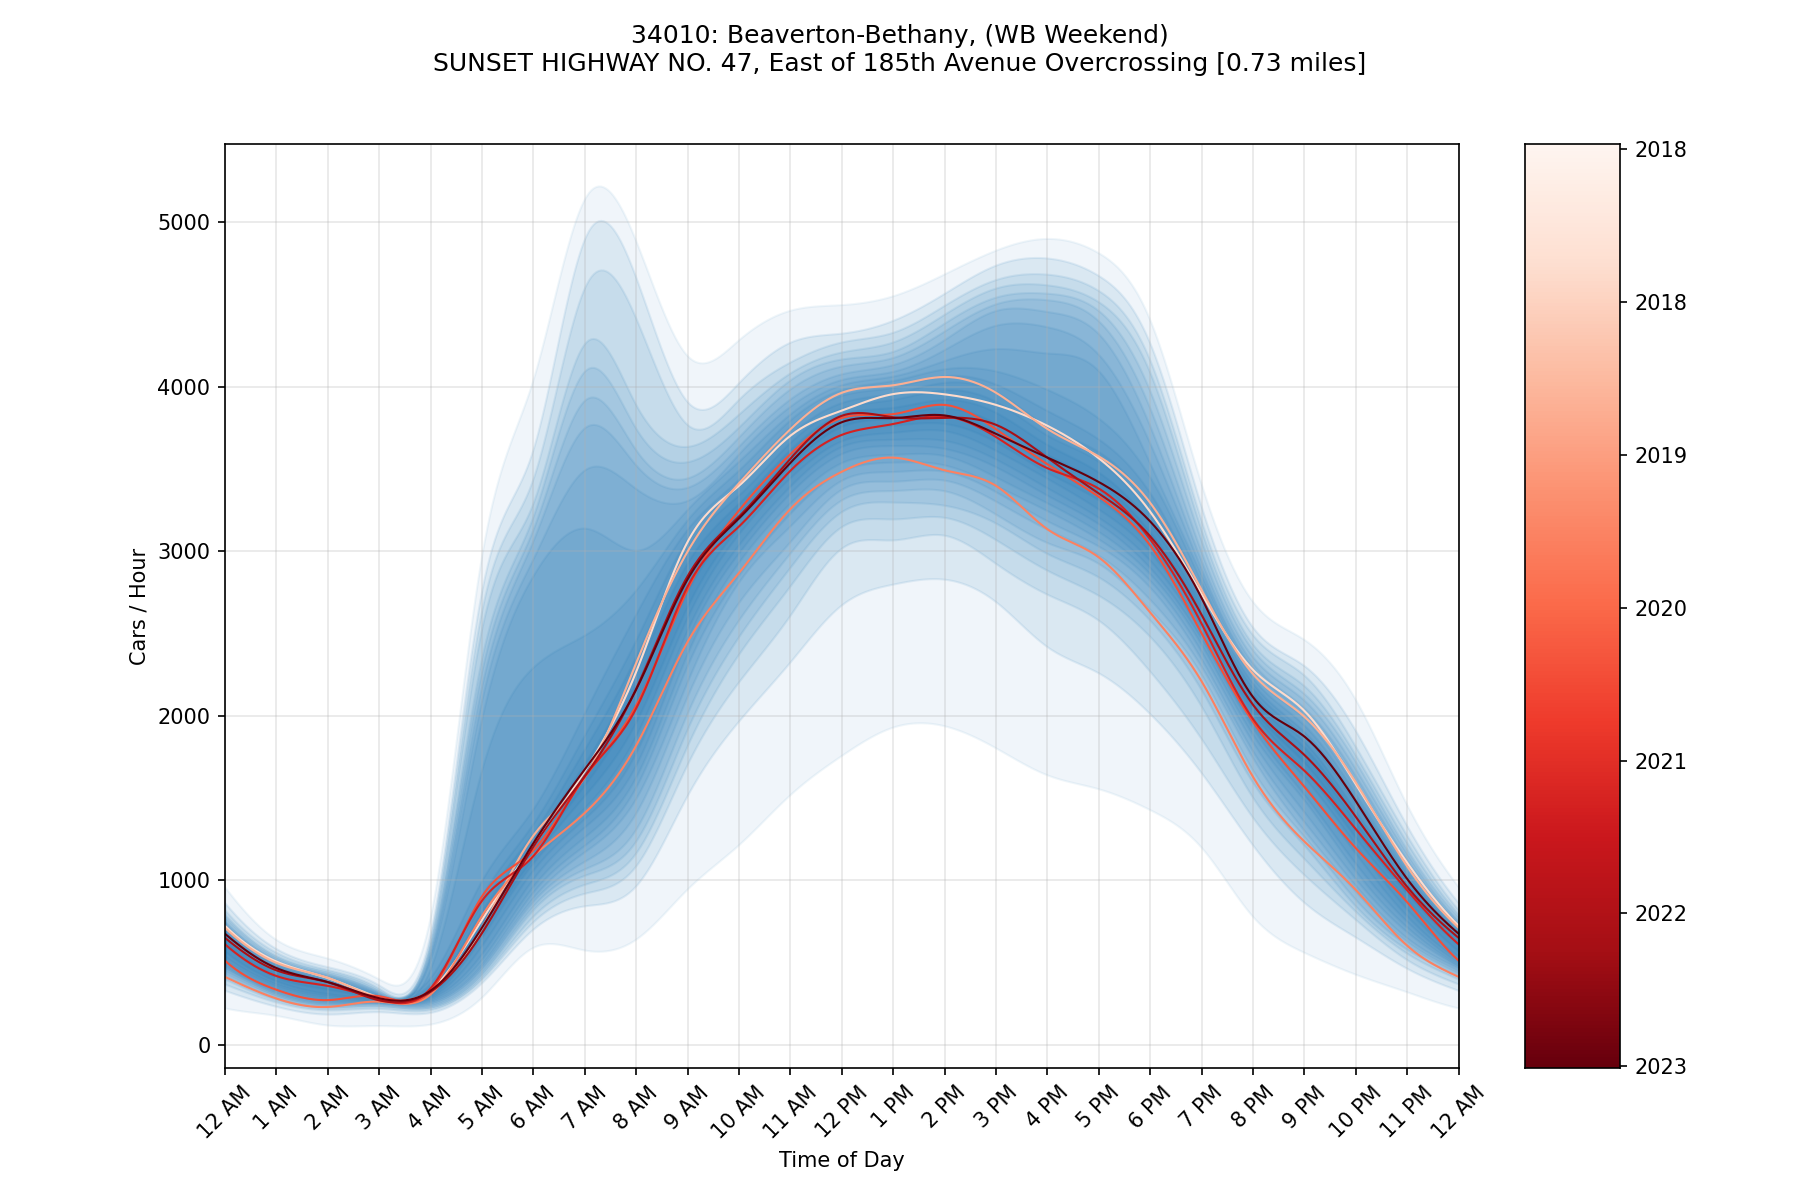 34010: Beaverton-Bethany, (WB Weekend)
SUNSET HIGHWAY NO. 47, East of 185th Avenue Overcrossing [0.73 miles]
Cars / Hour
5000
4000
3000
2000
1000
0
12 AM
1 AM
2 AM
3 AM
4 AM
5 AM
6 AM
7 AM
8 AM
9 AM
10 AM
11 AM
12 PM
1 PM
2 PM
3 PM
4 PM
5 PM
6 PM
7 PM
8 PM
9 PM
10 PM
11 PM
12 AM
Time of Day
2018
2018
2019
2020
2021
2022
2023